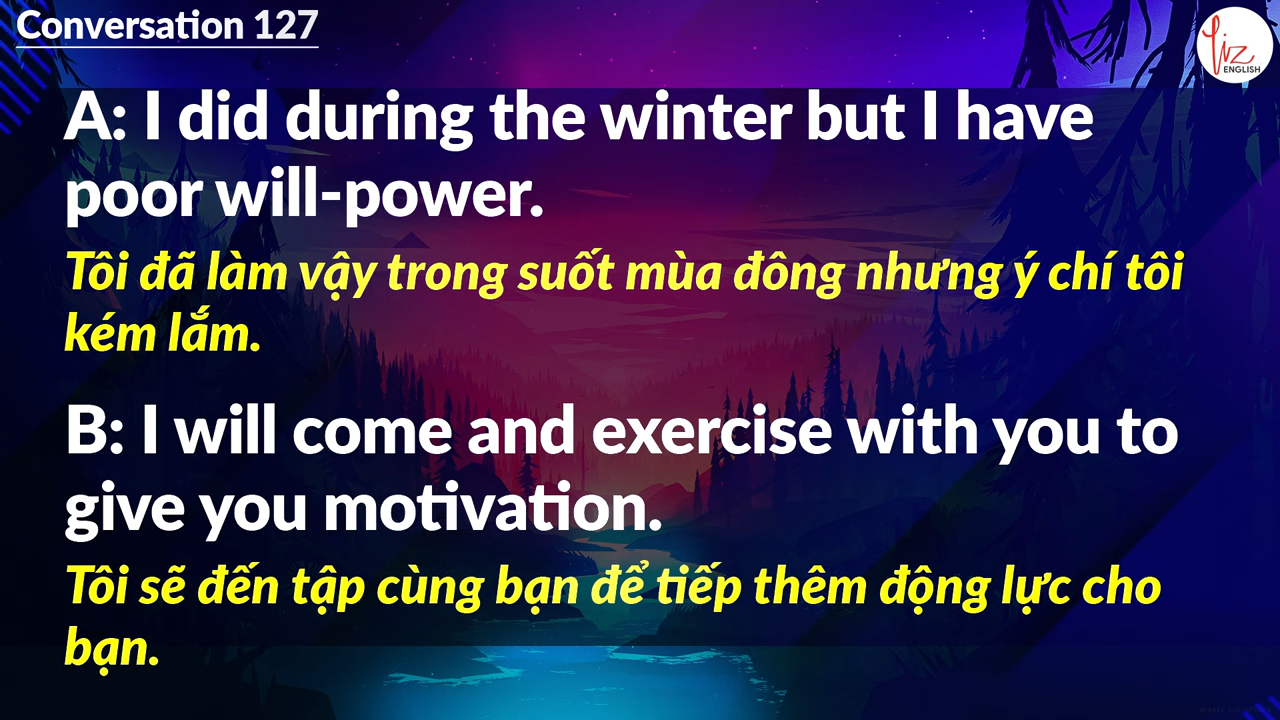 Conversation 127
Liz
ENGLISH
A: I did during the winter but I have
poor will-power.
Tôi đã làm vậy trong suốt mùa đông nhưng ý chí tôi
kém lắm.
B: I will come and exercise with you to
give you motivation.
Tôi sẽ đến tập cùng bạn để tiếp thêm động lực cho
bạn.